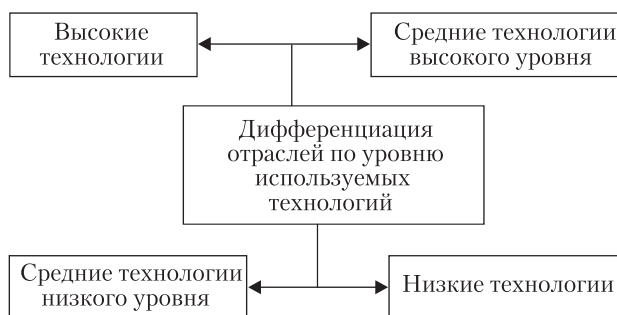 Высокие
технологии
Средние технологии
высокого уровня
Дифференциация
отраслей по уровню
используемых
технологий
Средние технологии
низкого уровня
Низкие технологии